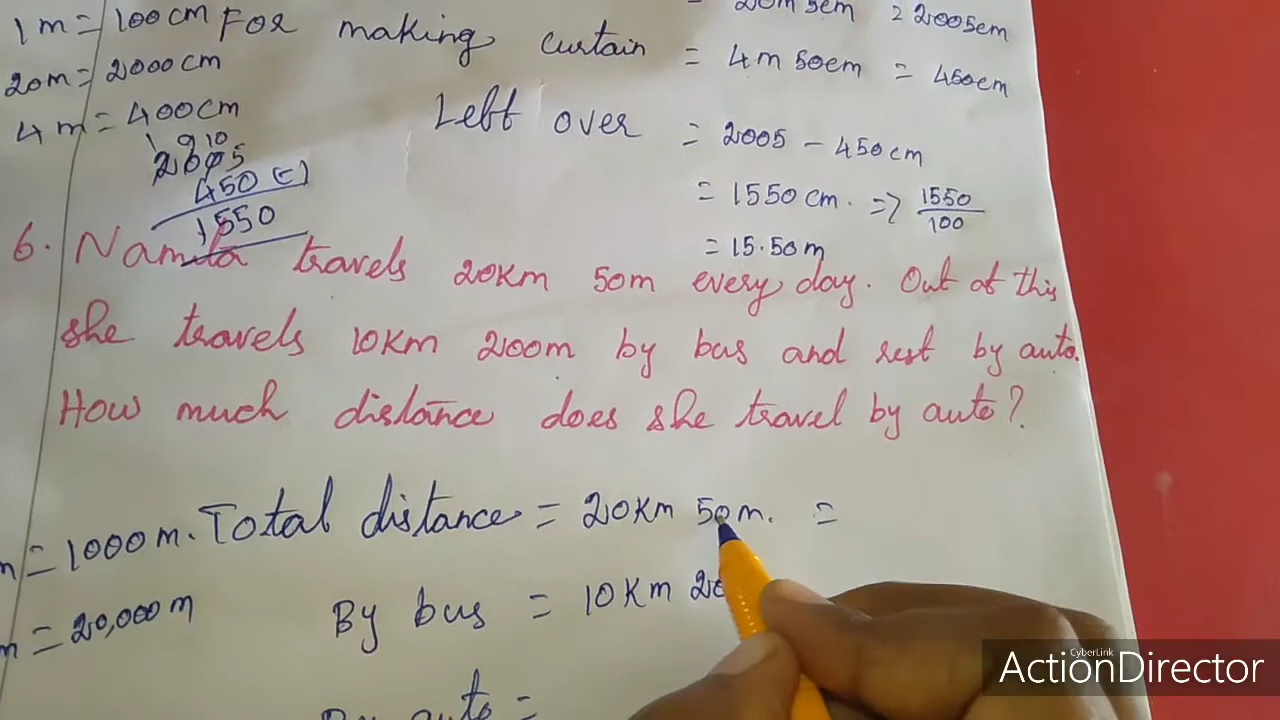 = 20m 5cm = 2005cm
1m = 100cm For making curtain = 4m 50cm = 450cm
20m = 2000cm
4m = 400cm
Left over = 2005 - 450cm
1 9 10
2005
450 (-)
1550
= 1550 cm. => 1550/100
= 15.50m
6. Namita travels 20km 50m every day. Out of this
she travels 10km 200m by bus and rest by auto.
How much distance does she travel by auto?
m = 1000m. Total distance = 20km 50m. =
m = 20,000m By bus = 10km 20
By auto =
CyberLink
ActionDirector